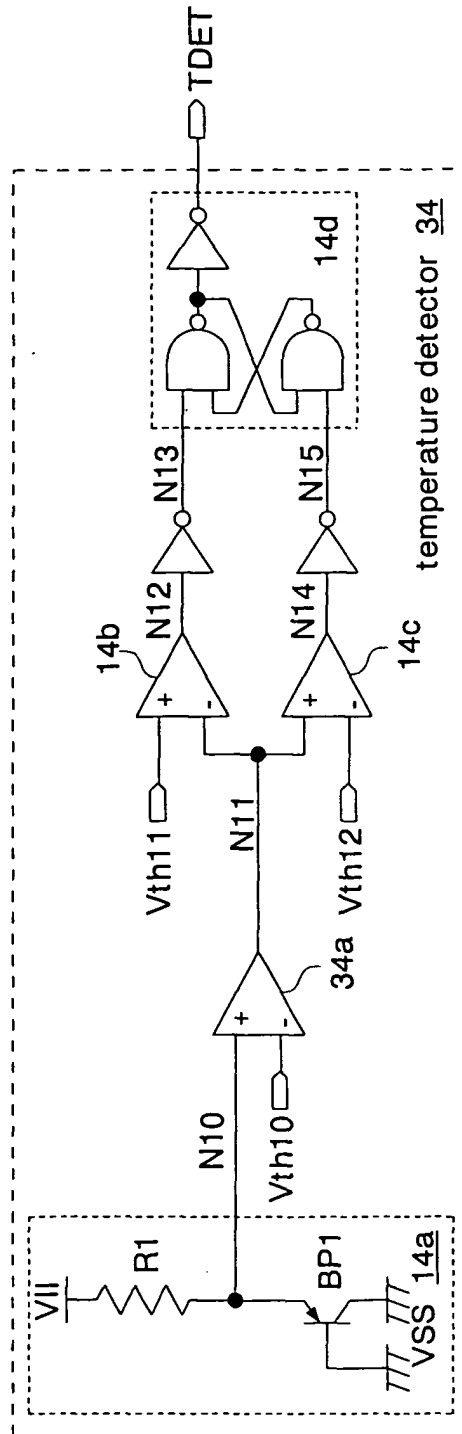 VII
R1
BP1
VSS
14a
N10
Vth10
34a
N11
Vth11
Vth12
14b
14c
N12
N14
N13
N15
14d
TDET
temperature detector 34